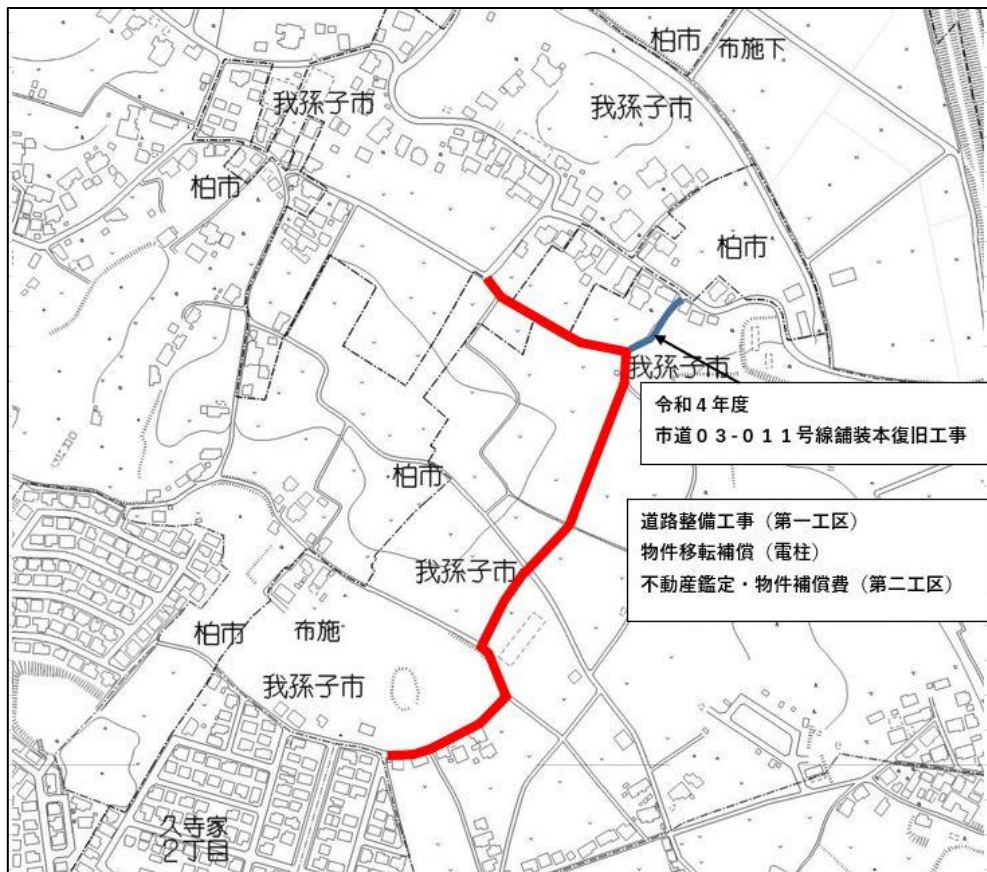 柏市
布施下
我孫子市
我孫子市
柏市
柏市
我孫子市
令和４年度
市道０３-０１１号線舗装本復旧工事
柏市
道路整備工事（第一工区）
物件移転補償（電柱）
不動産鑑定・物件補償費（第二工区）
我孫子市
柏市
布施
我孫子市
久寺家
２丁目